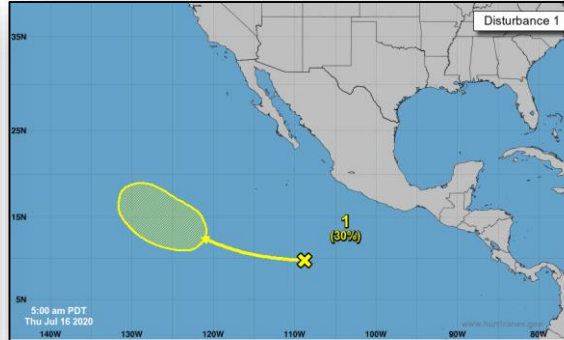 Disturbance 1
35N
25N
1
(30%)
15N
5N
5:00 am PDT
Thu Jul 16 2020
www.hurricanes.gov
140W
130W
120W
110W
100W
90W
80W